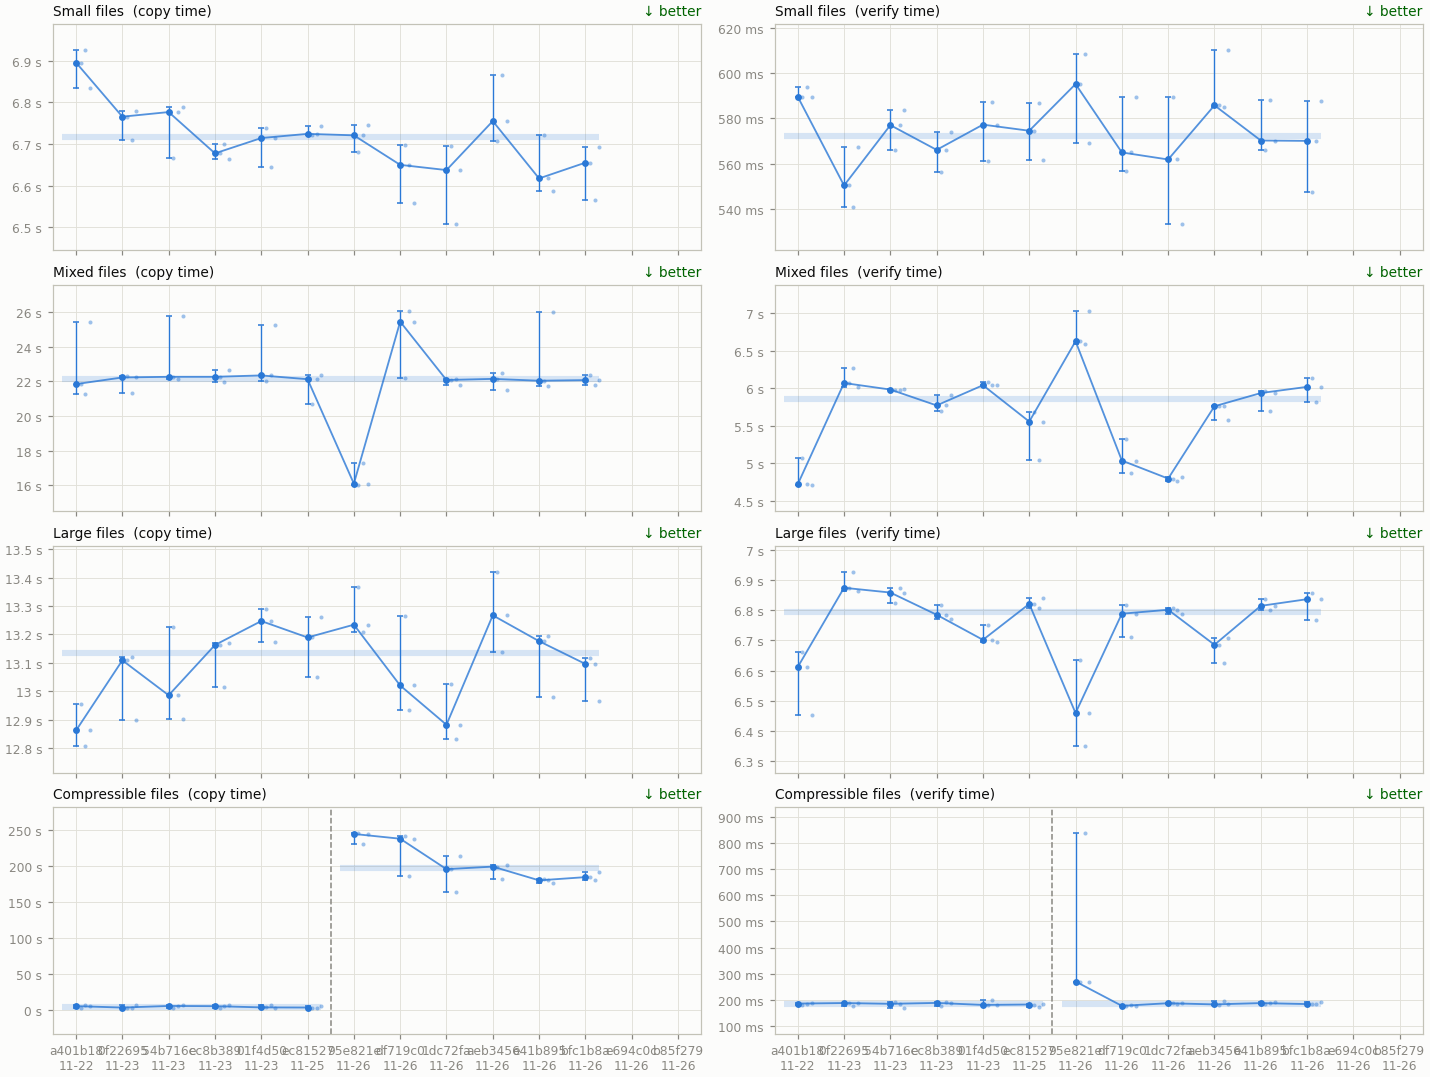 Small files (copy time) ↓ better
6.9 s
6.8 s
6.7 s
6.6 s
6.5 s
Small files (verify time) ↓ better
620 ms
600 ms
580 ms
560 ms
540 ms
Mixed files (copy time) ↓ better
26 s
24 s
22 s
20 s
18 s
16 s
Mixed files (verify time) ↓ better
7 s
6.5 s
6 s
5.5 s
5 s
4.5 s
Large files (copy time) ↓ better
13.5 s
13.4 s
13.3 s
13.2 s
13.1 s
13 s
12.9 s
12.8 s
Large files (verify time) ↓ better
7 s
6.9 s
6.8 s
6.7 s
6.6 s
6.5 s
6.4 s
6.3 s
Compressible files (copy time) ↓ better
250 s
200 s
150 s
100 s
50 s
0 s
11-22 11-23 11-23 11-23 11-23 11-25 11-26 11-26 11-26 11-26 11-26 11-26 11-26 11-26
Compressible files (verify time) ↓ better
900 ms
800 ms
700 ms
600 ms
500 ms
400 ms
300 ms
200 ms
100 ms
11-22 11-23 11-23 11-23 11-23 11-25 11-26 11-26 11-26 11-26 11-26 11-26 11-26 11-26